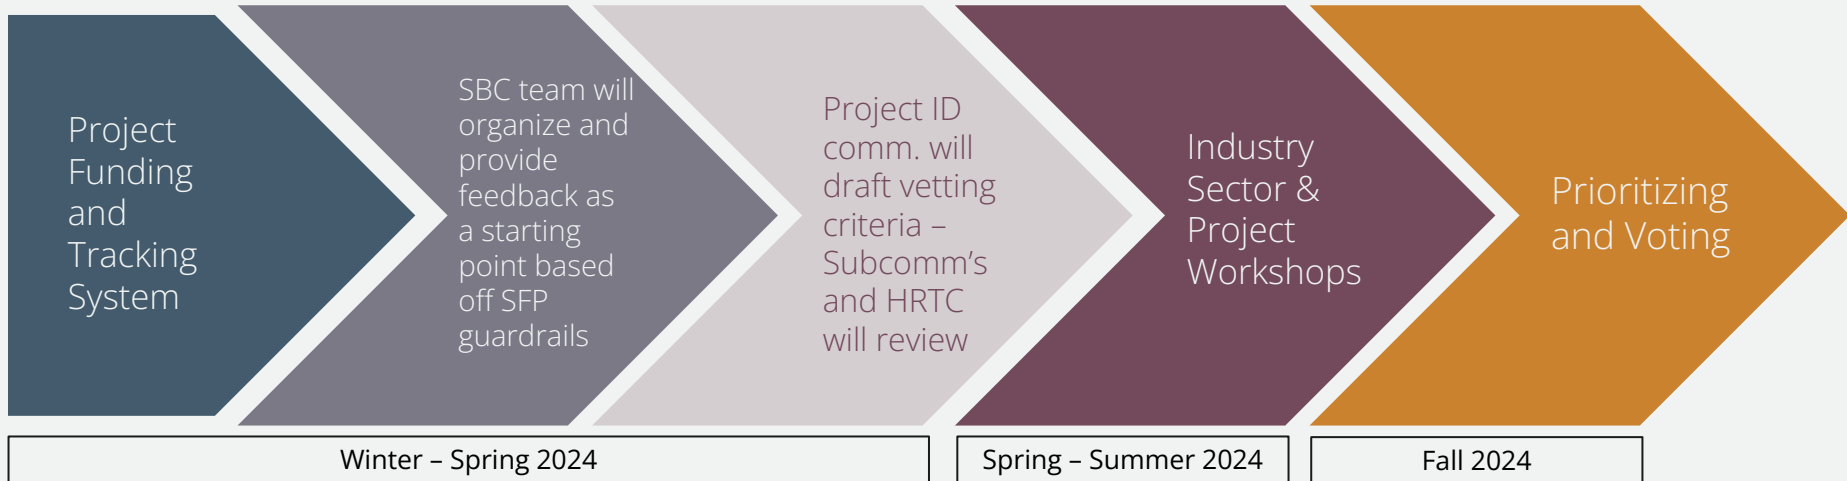 Project
Funding
and
Tracking
System
SBC team will
organize and
provide
feedback as
a starting
point based
off SFP
guardrails
Project ID
comm. will
draft vetting
criteria –
Subcomm’s
and HRTC
will review
Industry
Sector &
Project
Workshops
Prioritizing
and Voting
Winter – Spring 2024
Spring – Summer 2024
Fall 2024